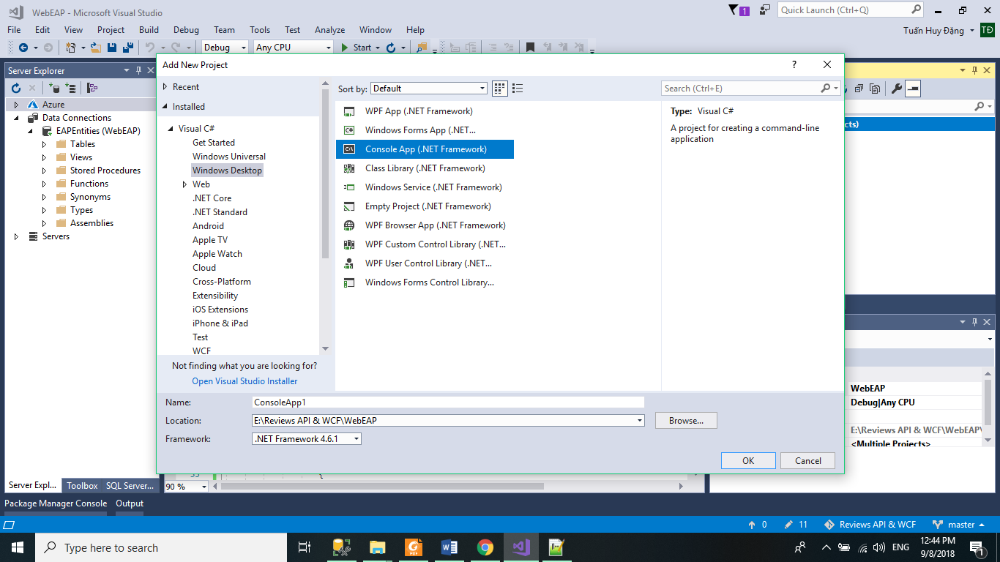 WebEAP - Microsoft Visual Studio
1
Quick Launch (Ctrl+Q)
File Edit View Project Build Debug Team Tools Test Analyze Window Help
Tuấn Huy Đặng
TĐ
Debug Any CPU Start
Server Explorer
Azure
Data Connections
EAPEntities (WebEAP)
Tables
Views
Stored Procedures
Functions
Synonyms
Types
Assemblies
Servers
Add New Project
?
Recent
Installed
Visual C#
Get Started
Windows Universal
Windows Desktop
Web
.NET Core
.NET Standard
Android
Apple TV
Apple Watch
Cloud
Cross-Platform
Extensibility
iOS Extensions
iPhone & iPad
Test
WCF
Not finding what you are looking for?
Open Visual Studio Installer
Sort by: Default
Search (Ctrl+E)
WPF App (.NET Framework)
C# Windows Forms App (.NET...
C:\ Console App (.NET Framework)
Class Library (.NET Framework)
Windows Service (.NET Framework)
Empty Project (.NET Framework)
WPF Browser App (.NET Framework)
WPF Custom Control Library (.NET...
WPF User Control Library (.NET...
Windows Forms Control Library...
Type: Visual C#
A project for creating a command-line
application
Name: ConsoleApp1
Location: E:\Reviews API & WCF\WebEAP
Browse...
Framework: .NET Framework 4.6.1
OK Cancel
cts)
WebEAP
Debug|Any CPU
E:\Reviews API & WCF\WebEAP\
<Multiple Projects>
{
90 %
Server Expl... Toolbox SQL Server...
Package Manager Console Output
0 11 Reviews API & WCF master
Type here to search
PDF
ENG
12:44 PM
9/8/2018
1